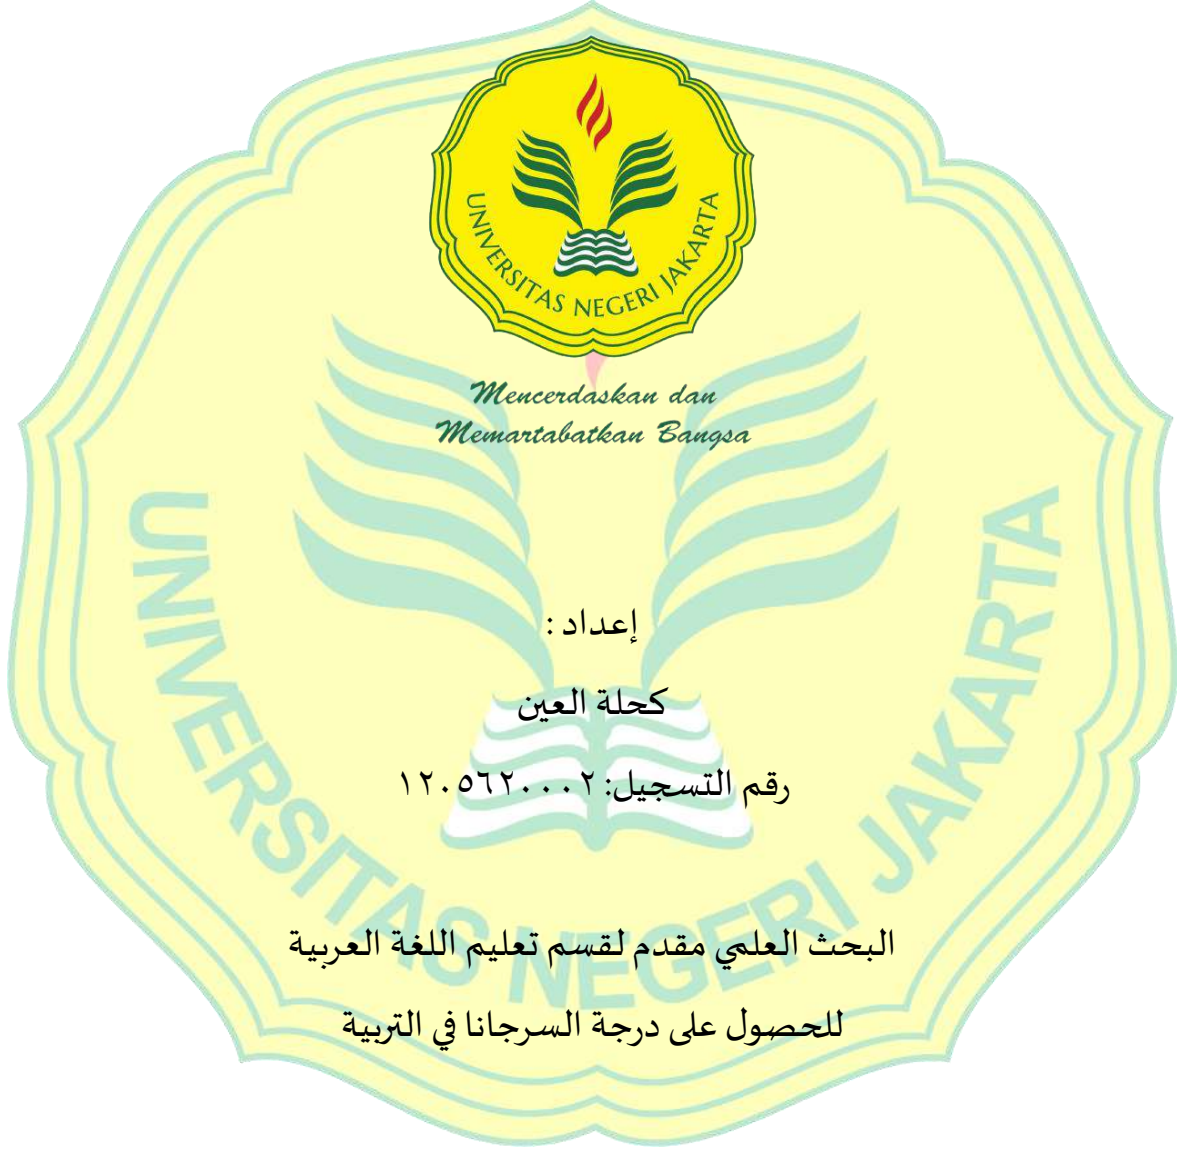 UNIVERSITAS NEGERI JAKARTA
Mencerdaskan dan
Memartabatkan Bangsa
إعداد :
كحلة العين
رقم التسجيل: ١٢٠٥٦٢٠٠٠٢
البحث العلمي مقدم لقسم تعليم اللغة العربية
للحصول على درجة السرجانا في التربية
UNIVERSITAS NEGERI JAKARTA